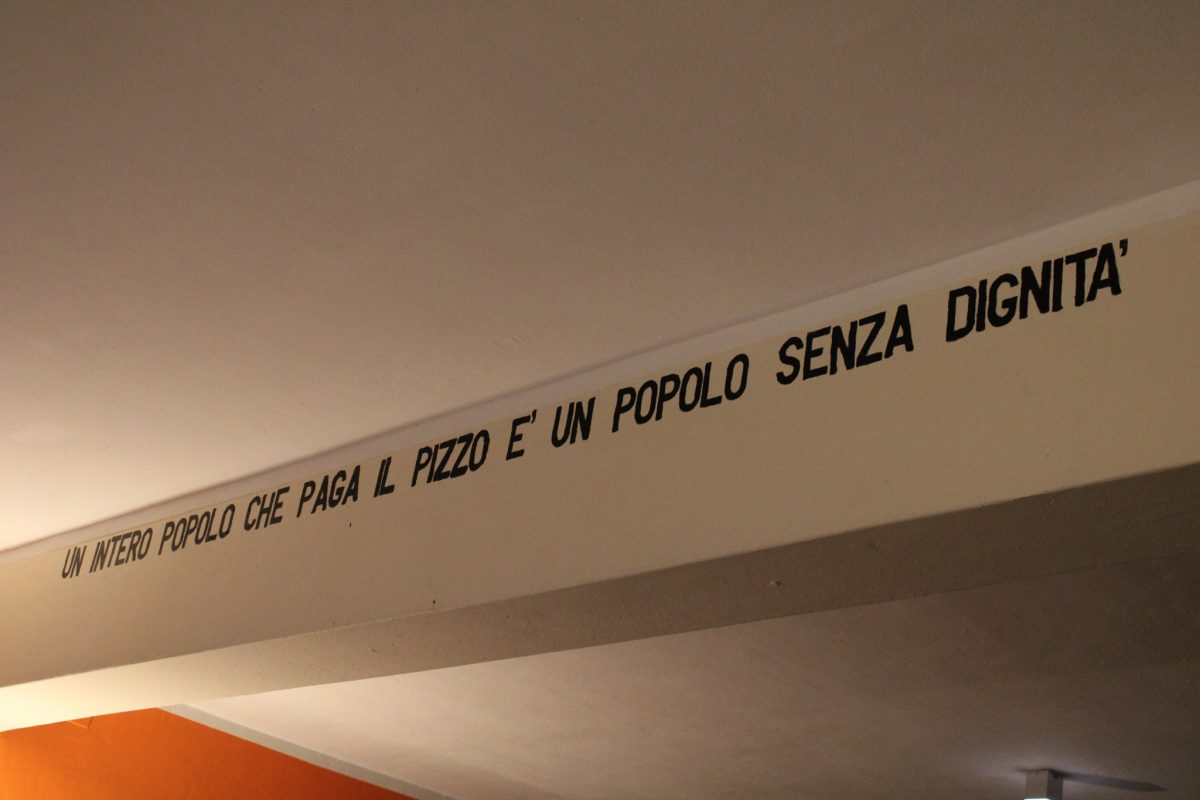 UN INTERO POPOLO CHE PAGA IL PIZZO E' UN POPOLO SENZA DIGNITA'